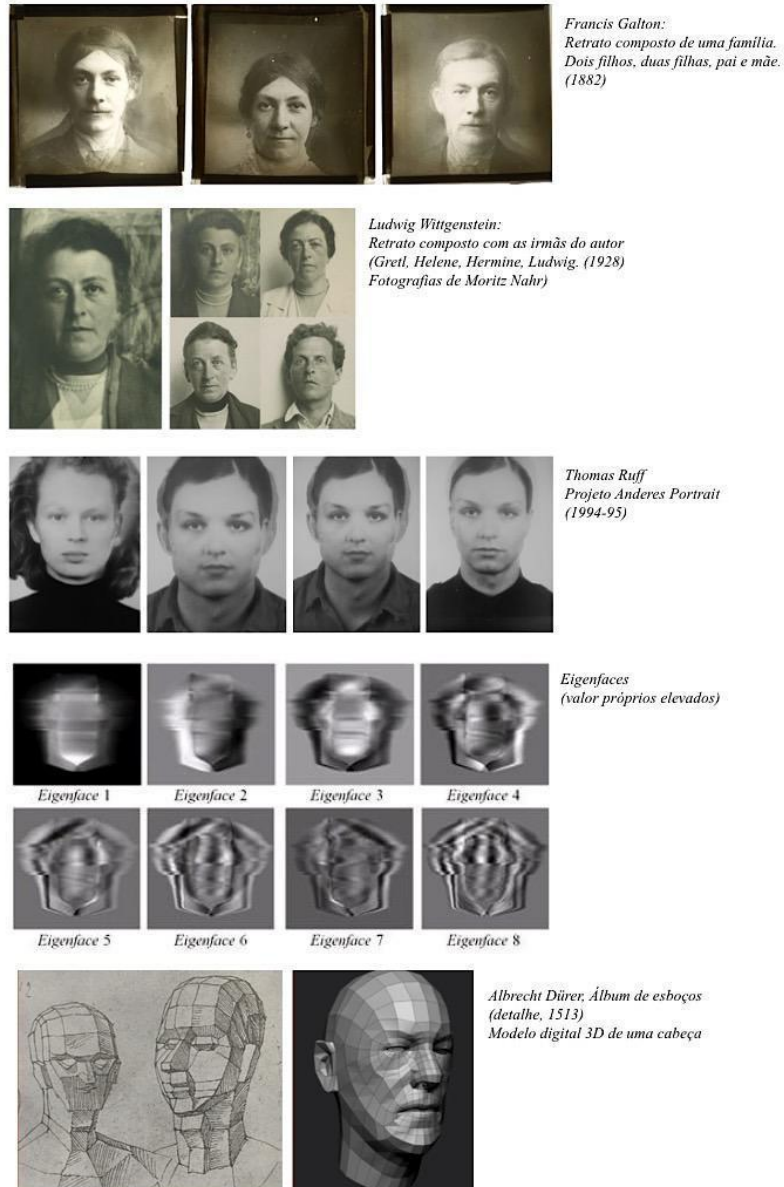 Francis Galton:
Retrato composto de uma família.
Dois filhos, duas filhas, pai e mãe.
(1882)
Ludwig Wittgenstein:
Retrato composto com as irmãs do autor
(Gretl, Helene, Hermine, Ludwig. (1928)
Fotografias de Moritz Nahr)
Thomas Ruff
Projeto Anderes Portrait
(1994-95)
Eigenfaces
(valor próprios elevados)
Eigenface 1
Eigenface 2
Eigenface 3
Eigenface 4
Eigenface 5
Eigenface 6
Eigenface 7
Eigenface 8
Albrecht Dürer, Álbum de esboços
(detalhe, 1513)
Modelo digital 3D de uma cabeça